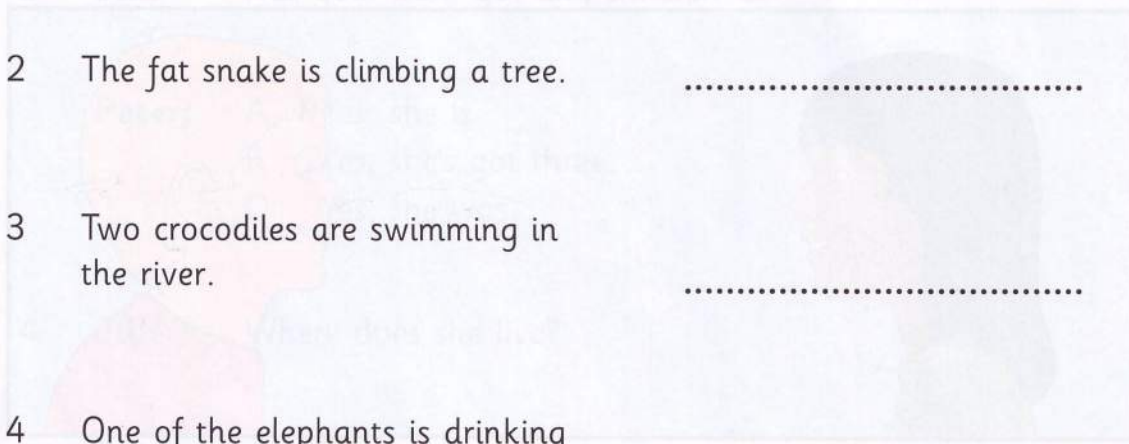 2 The fat snake is climbing a tree. ................................
3 Two crocodiles are swimming in
the river. ................................
4 One of the elephants is drinking